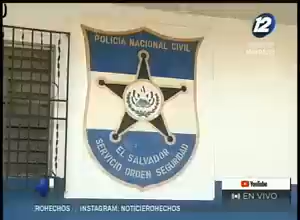 12
POLICIA NACIONAL CIVIL
EL SALVADOR
SERVICIO ORDEN SEGURIDAD
YouTube
EN VIVO
ROHECHOS INSTAGRAM: NOTICIEROHECHOS